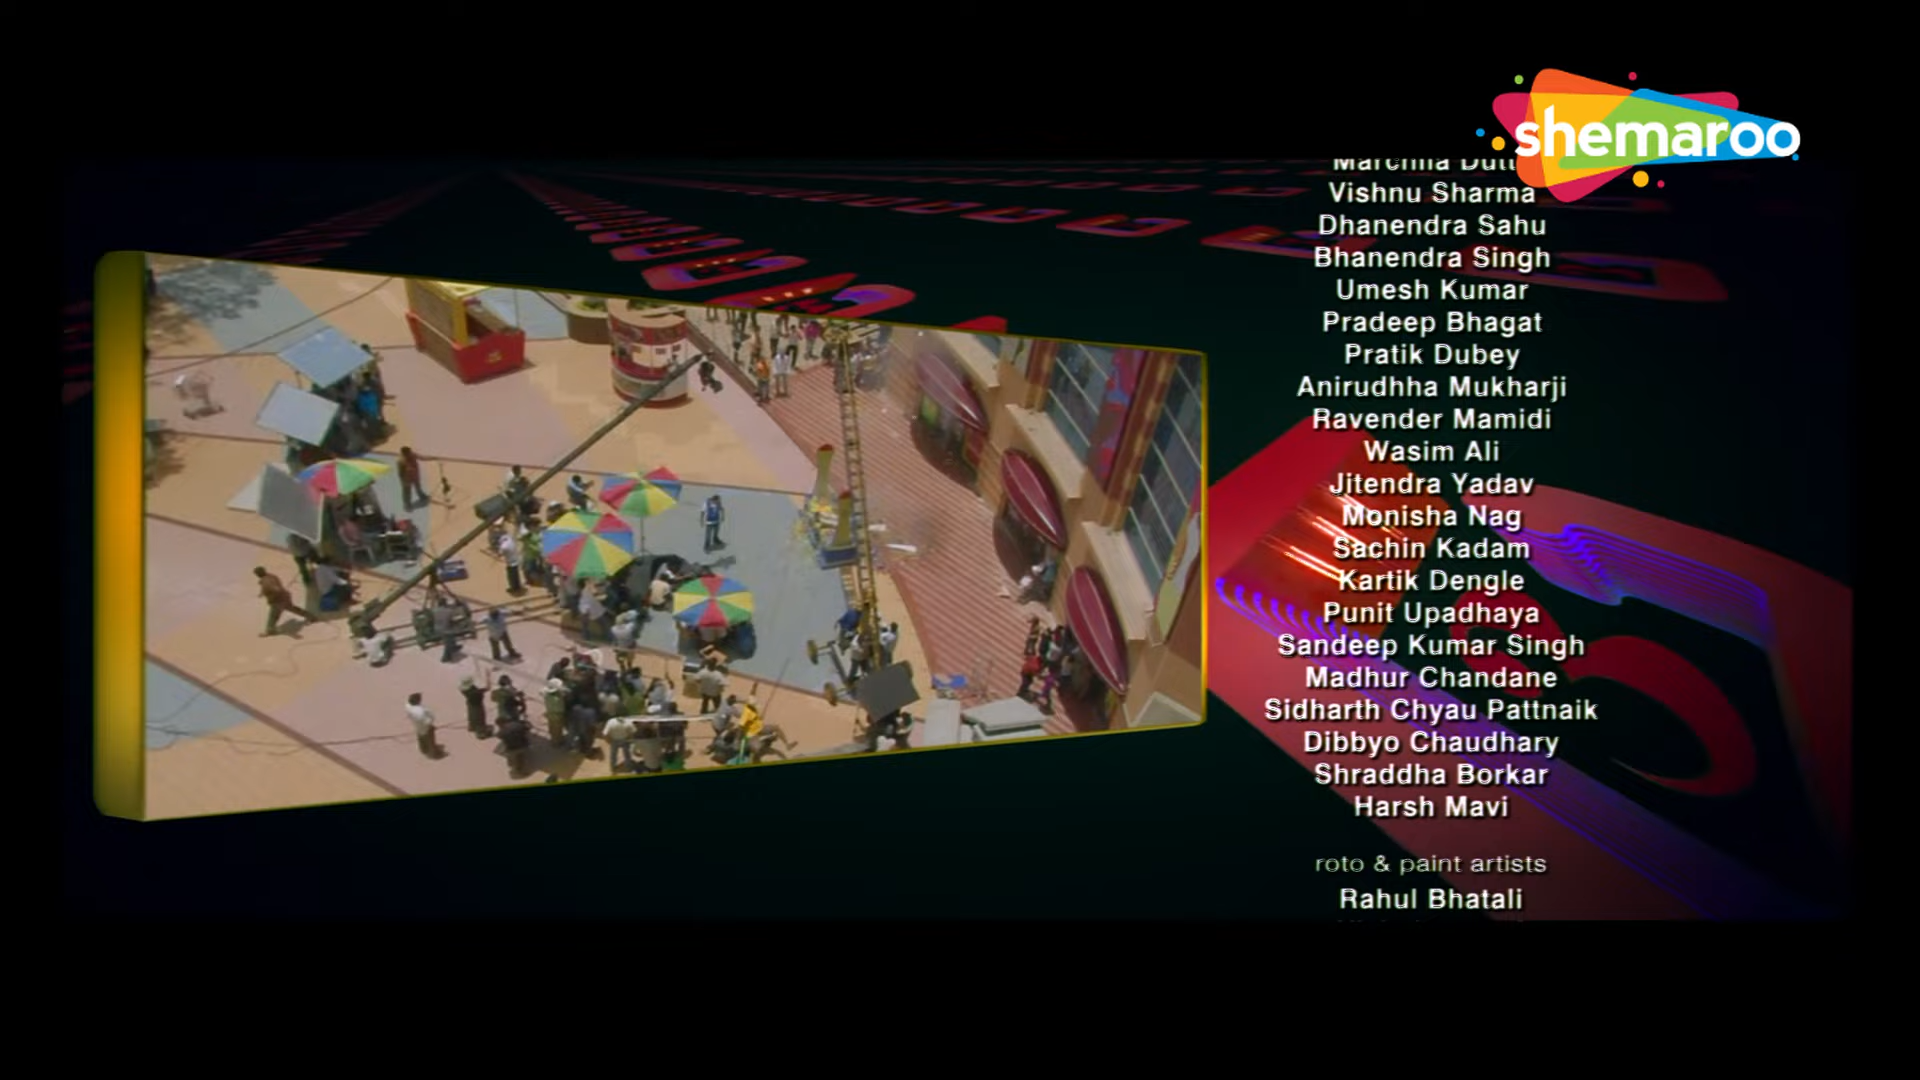 shemaroo
Vishnu Sharma
Dhanendra Sahu
Bhanendra Singh
Umesh Kumar
Pradeep Bhagat
Pratik Dubey
Anirudhha Mukharji
Ravender Mamidi
Wasim Ali
Jitendra Yadav
Monisha Nag
Sachin Kadam
Kartik Dengle
Punit Upadhaya
Sandeep Kumar Singh
Madhur Chandane
Sidharth Chyau Pattnaik
Dibbyo Chaudhary
Shraddha Borkar
Harsh Mavi
roto & paint artists
Rahul Bhatali